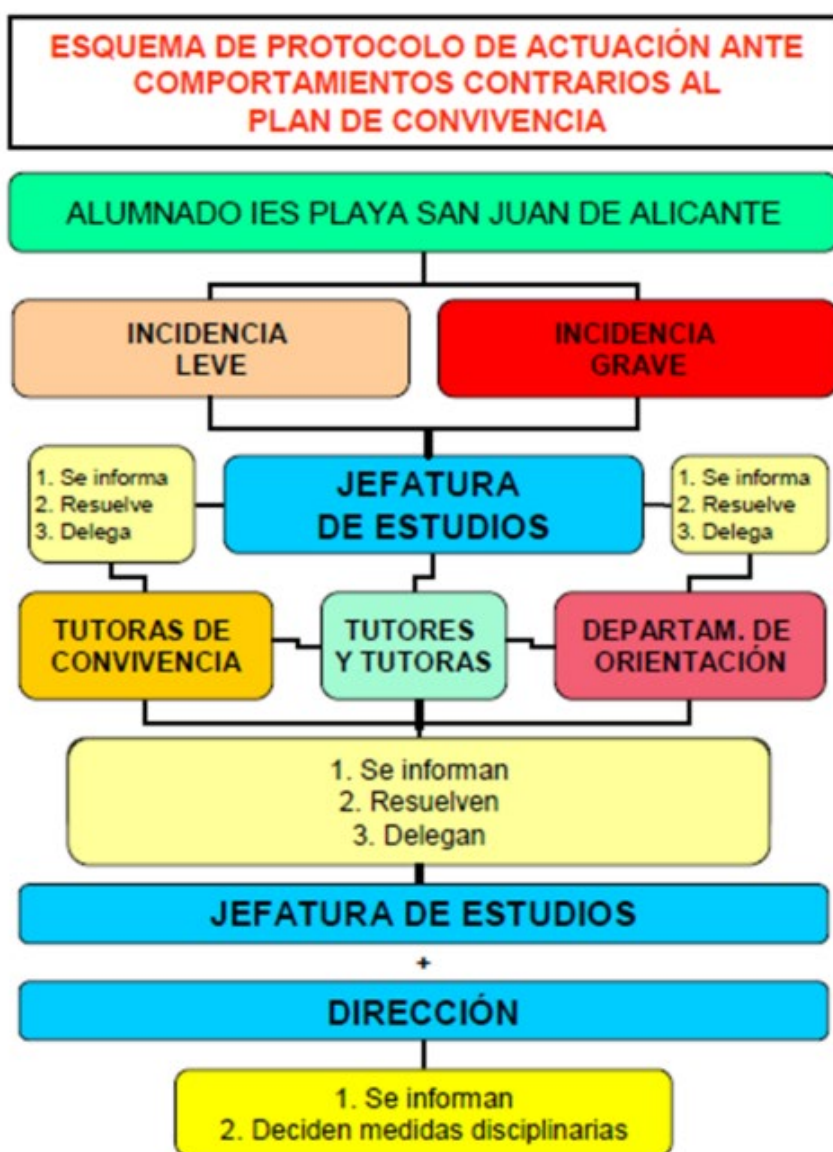 ESQUEMA DE PROTOCOLO DE ACTUACIÓN ANTE
COMPORTAMIENTOS CONTRARIOS AL
PLAN DE CONVIVENCIA
ALUMNADO IES PLAYA SAN JUAN DE ALICANTE
INCIDENCIA
LEVE
INCIDENCIA
GRAVE
1. Se informa
2. Resuelve
3. Delega
JEFATURA
DE ESTUDIOS
1. Se informa
2. Resuelve
3. Delega
TUTORAS DE
CONVIVENCIA
TUTORES
Y TUTORAS
DEPARTAM. DE
ORIENTACIÓN
1. Se informan
2. Resuelven
3. Delegan
JEFATURA DE ESTUDIOS
+
DIRECCIÓN
1. Se informan
2. Deciden medidas disciplinarias